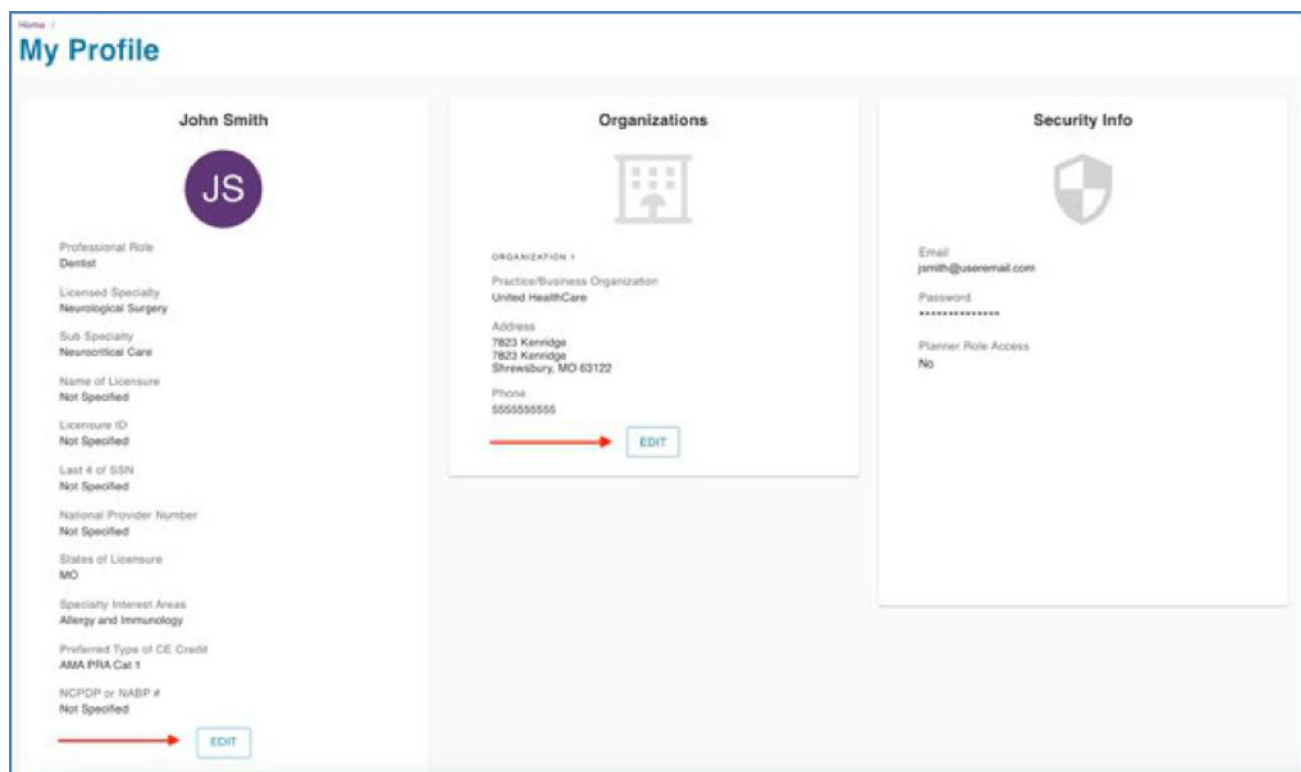 Home /
My Profile
John Smith
JS
Professional Role
Dentist
Licensed Specialty
Neurological Surgery
Sub Specialty
Neurocritical Care
Name of Licensure
Not Specified
Licensure ID
Not Specified
Last 4 of SSN
Not Specified
National Provider Number
Not Specified
States of Licensure
MO
Specialty Interest Areas
Allergy and Immunology
Preferred Type of CE Credit
AMA PRA Cat 1
NCPDP or NABP #
Not Specified
EDIT
Organizations
ORGANIZATION 1
Practice/Business Organization
United HealthCare
Address
7823 Kenridge
7823 Kenridge
Shrewsbury, MO 63122
Phone
5555555555
EDIT
Security Info
Email
jsmith@useremail.com
Password
**************
Planner Role Access
No